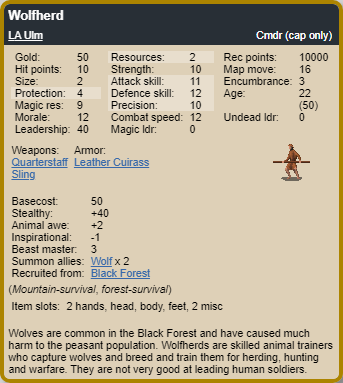 Wolfherd
LA Ulm Cmdr (cap only)
Gold: 50 Resources: 2 Rec points: 10000
Hit points: 10 Strength: 10 Map move: 16
Size: 2 Attack skill: 11 Encumbrance: 3
Protection: 4 Defence skill: 12 Age: 22
Magic res: 9 Precision: 10 (50)
Morale: 12 Combat speed: 12 Undead ldr: 0
Leadership: 40 Magic ldr: 0
Weapons: Armor:
Quarterstaff Leather Cuirass
Sling
Basecost: 50
Stealthy: +40
Animal awe: +2
Inspirational: -1
Beast master: 3
Summon allies: Wolf x 2
Recruited from: Black Forest
(Mountain-survival, forest-survival)
Item slots: 2 hands, head, body, feet, 2 misc
Wolves are common in the Black Forest and have caused much
harm to the peasant population. Wolfherds are skilled animal trainers
who capture wolves and breed and train them for herding, hunting
and warfare. They are not very good at leading human soldiers.